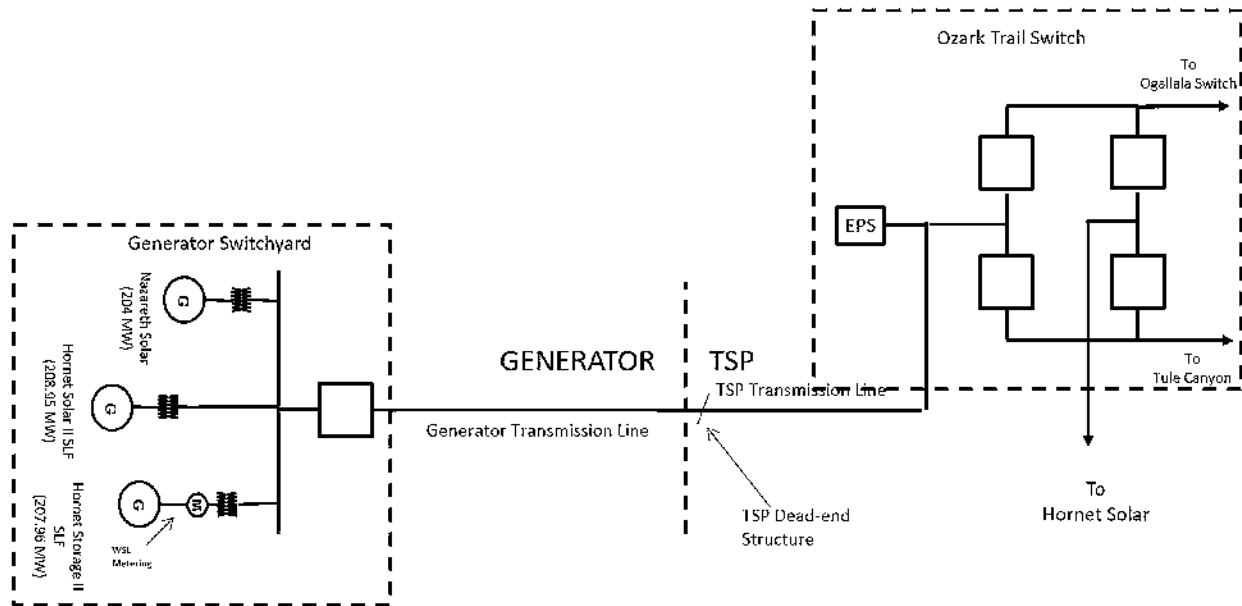 Ozark Trail Switch
To
Ogallala Switch
EPS
To
Tule Canyon
To
Hornet Solar
Generator Switchyard
G
Nazareth Solar
(204 MW)
G
Hornet Solar II SLF
(208.95 MW)
G
M
Hornet Storage II
SLF
(207.96 MW)
WSL
Metering
GENERATOR
TSP
TSP Transmission Line
Generator Transmission Line
TSP Dead-end
Structure